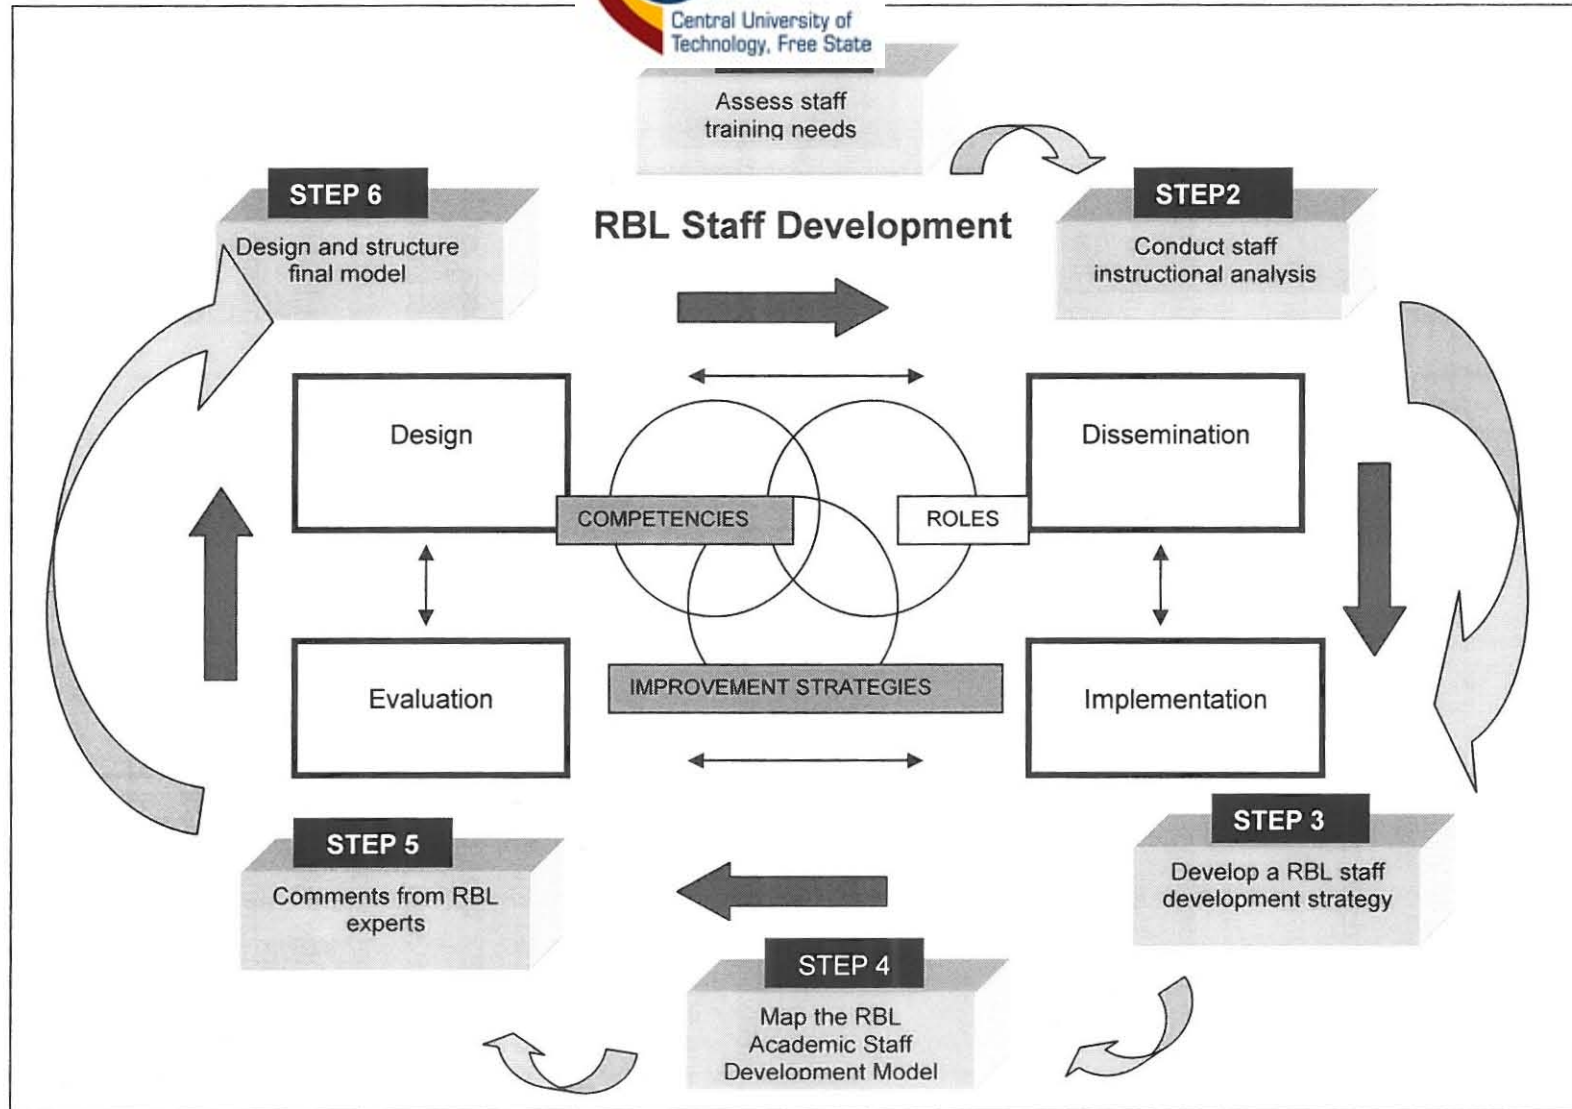 Central University of
Technology, Free State
Assess staff
training needs
STEP 6
Design and structure
final model
RBL Staff Development
STEP2
Conduct staff
instructional analysis
Design
Dissemination
COMPETENCIES
ROLES
Evaluation
IMPROVEMENT STRATEGIES
Implementation
STEP 5
Comments from RBL
experts
STEP 3
Develop a RBL staff
development strategy
STEP 4
Map the RBL
Academic Staff
Development Model